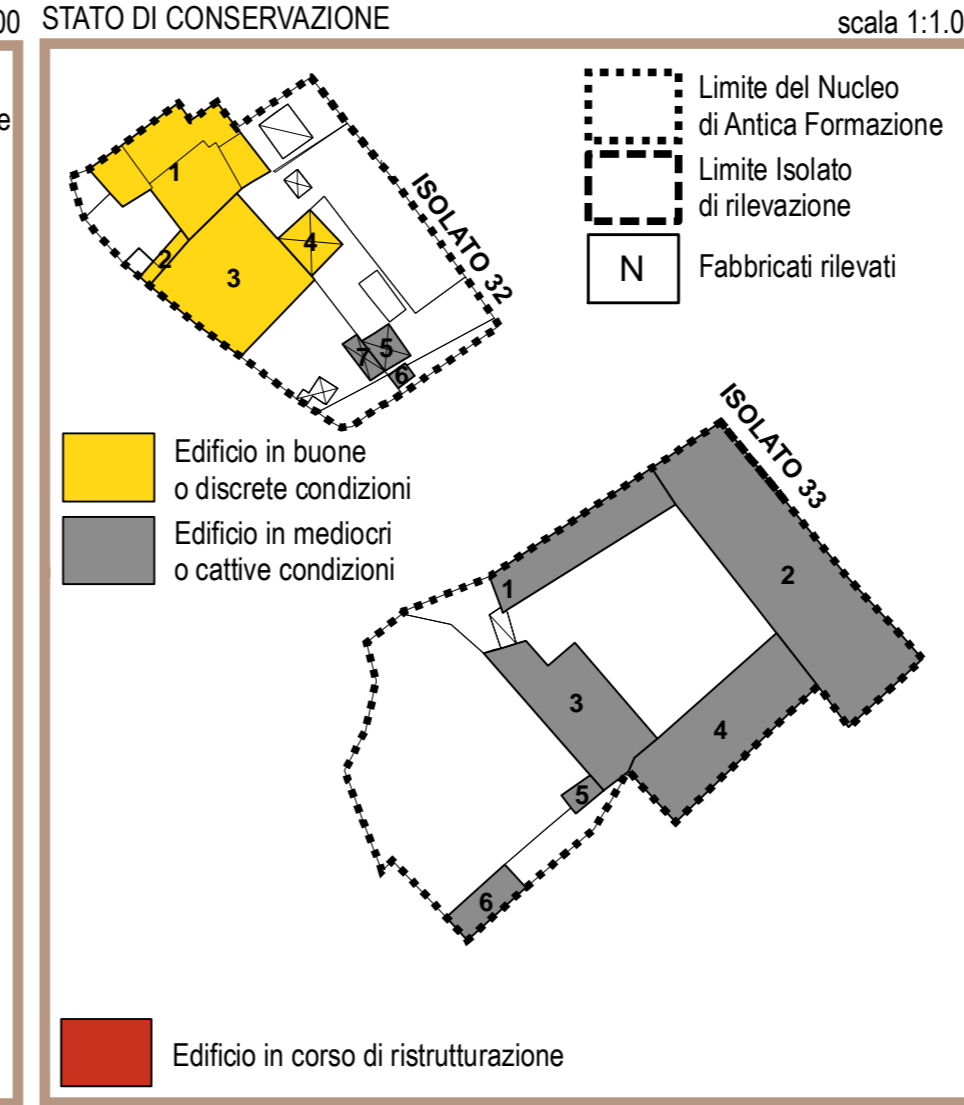 00 STATO DI CONSERVAZIONE scala 1:1.0
e
Limite del Nucleo
di Antica Formazione
Limite Isolato
di rilevazione
N Fabbricati rilevati
ISOLATO 32
1
2
3
4
5
7
6
Edificio in buone
o discrete condizioni
Edificio in mediocri
o cattive condizioni
ISOLATO 33
1
2
3
4
5
6
Edificio in corso di ristrutturazione